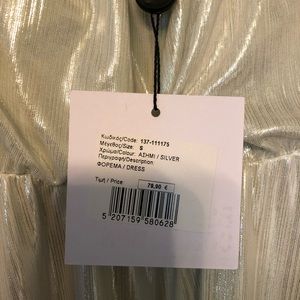 Κωδικός/Code: 137-111175
Μέγεθος/Size: S
Χρώμα/Colour: ΑΣΗΜΙ / SILVER
Περιγραφή/Description
ΦΟΡΕΜΑ / DRESS
Τιμή / Price 79,90 €
5 207159 580628